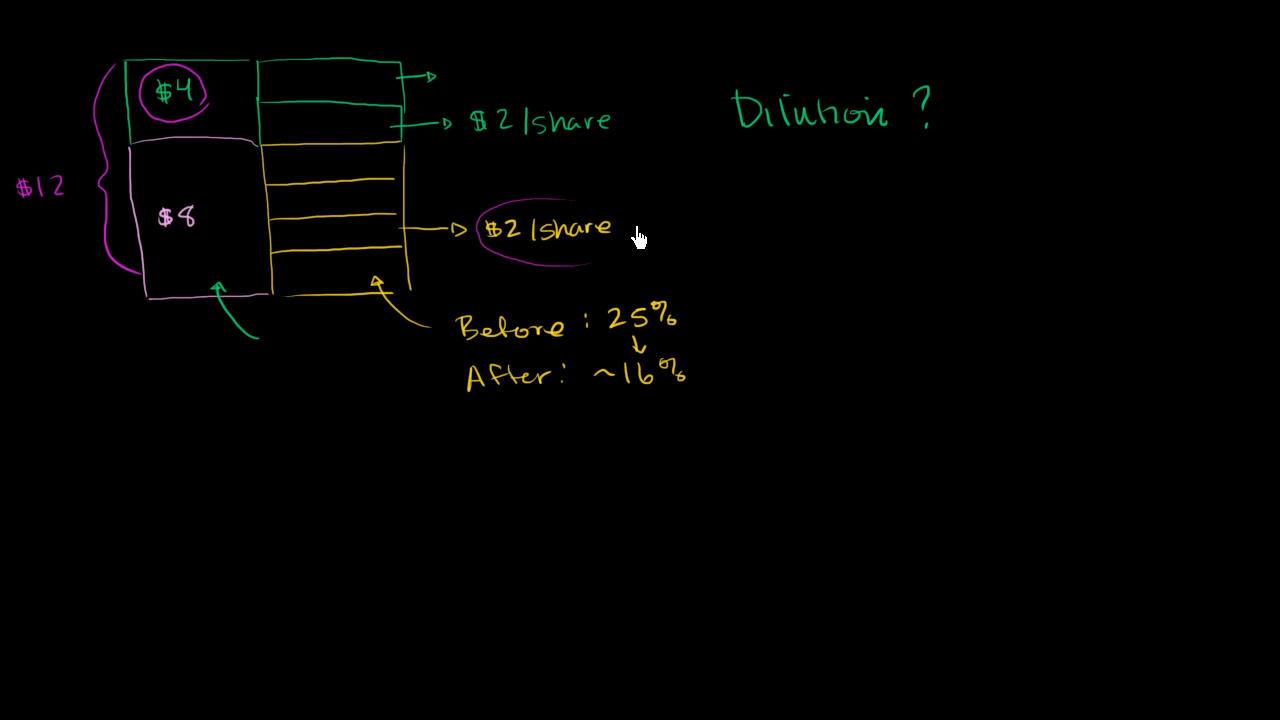 $4
$2/share
Dilution?
$12
$8
$2/share
Before: 25%
After: ~16%